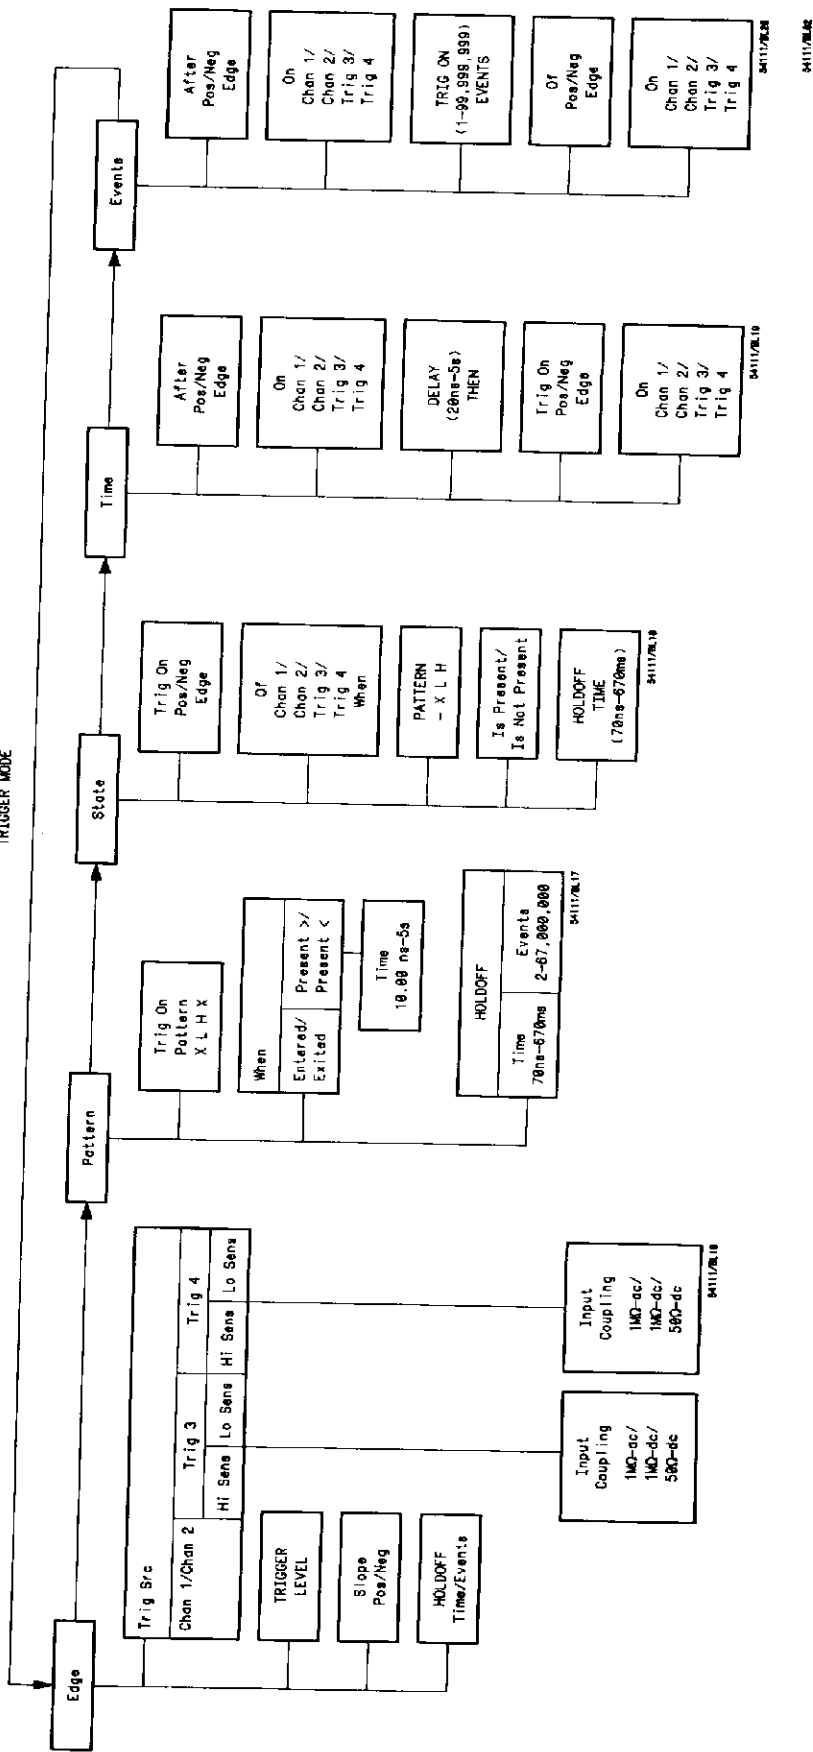 TRIGGER MODE
Edge
Trig Src
Chan 1/Chan 2
Trig 3
Hi Sens
Lo Sens
Trig 4
Hi Sens
Lo Sens
TRIGGER
LEVEL
Slope
Pos/Neg
HOLDOFF
Time/Events
Input
Coupling
1MΩ-ac/
1MΩ-dc/
50Ω-dc
Input
Coupling
1MΩ-ac/
1MΩ-dc/
50Ω-dc
Pattern
Trig On
Pattern
X L H X
When
Entered/
Exited
Present >/
Present <
Time
10.00 ns-5s
HOLDOFF
Time
70ns-670ms
Events
2-67,000,000
54111/BL17
State
Trig On
Pos/Neg
Edge
Of
Chan 1/
Chan 2/
Trig 3/
Trig 4
When
PATTERN
- X L H
Is Present/
Is Not Present
HOLDOFF
TIME
(70ns-670ms)
Time
After
Pos/Neg
Edge
On
Chan 1/
Chan 2/
Trig 3/
Trig 4
DELAY
(20ns-5s)
THEN
Trig On
Pos/Neg
Edge
On
Chan 1/
Chan 2/
Trig 3/
Trig 4
54111/BL19
Events
After
Pos/Neg
Edge
On
Chan 1/
Chan 2/
Trig 3/
Trig 4
TRIG ON
(1-99,999,999)
EVENTS
Of
Pos/Neg
Edge
On
Chan 1/
Chan 2/
Trig 3/
Trig 4